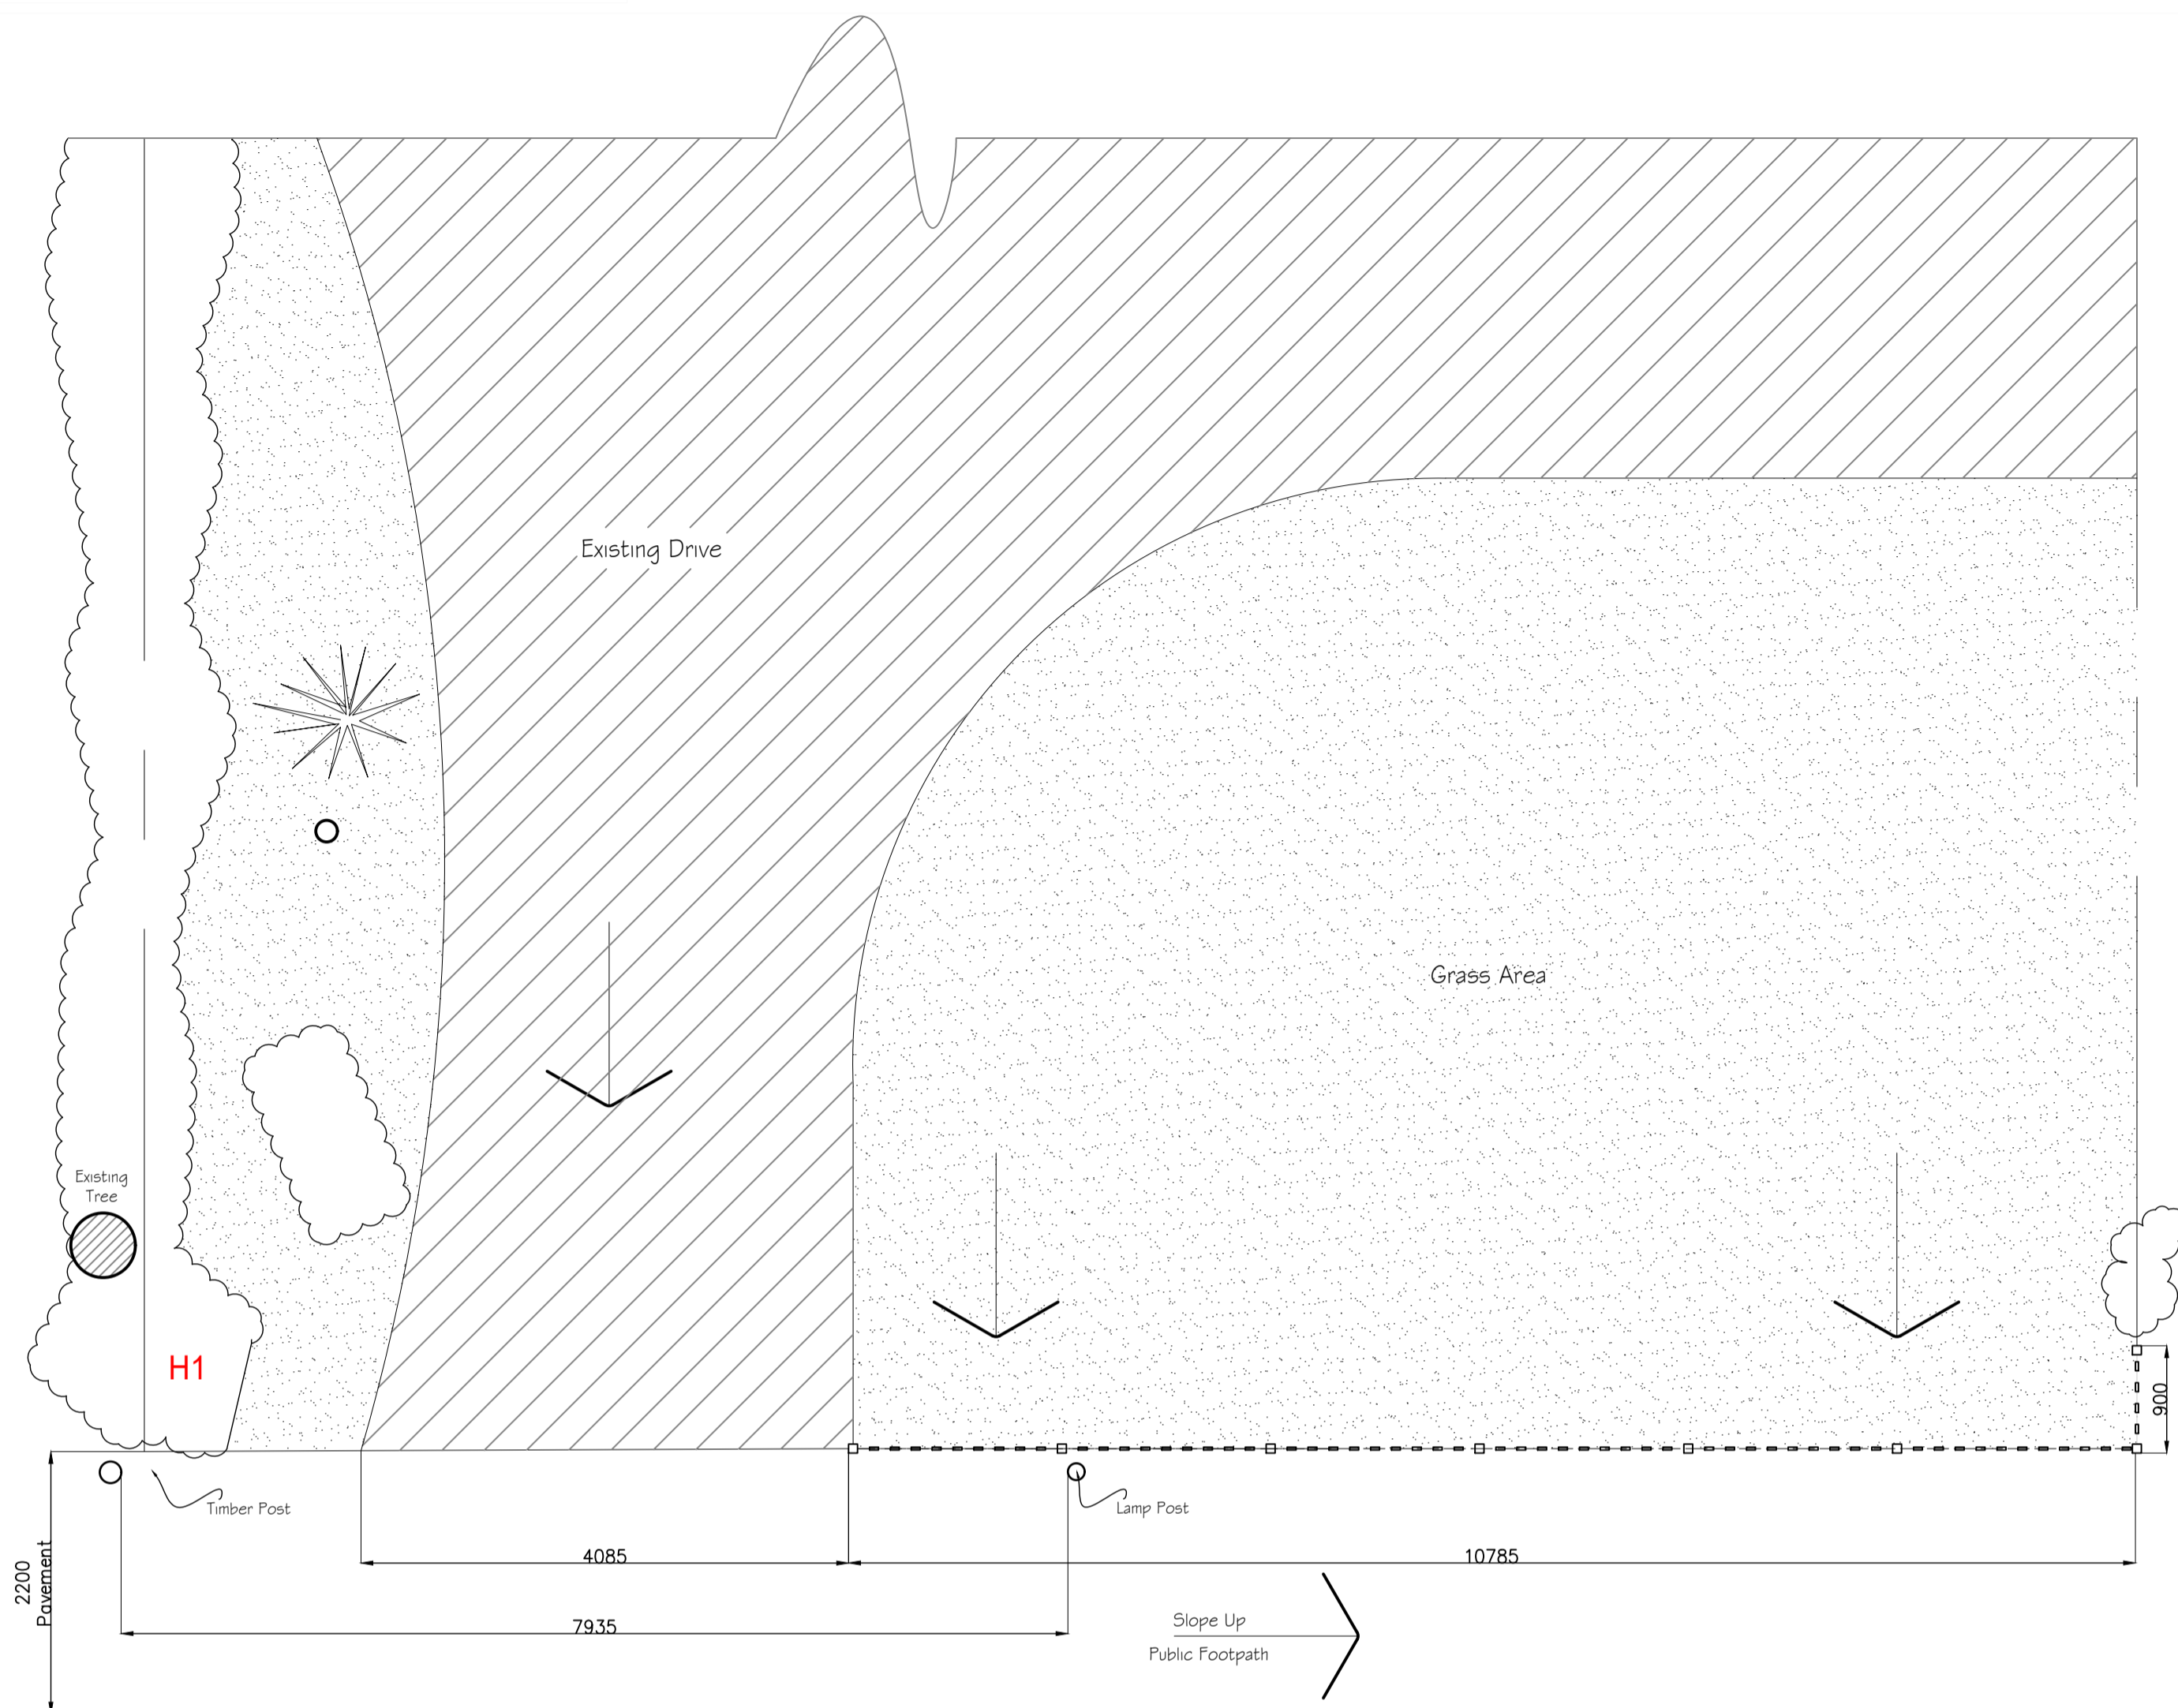 Existing Drive
Grass Area
Existing
Tree
H1
900
Timber Post
Lamp Post
4085
10785
2200
Pavement
7935
Slope Up
Public Footpath